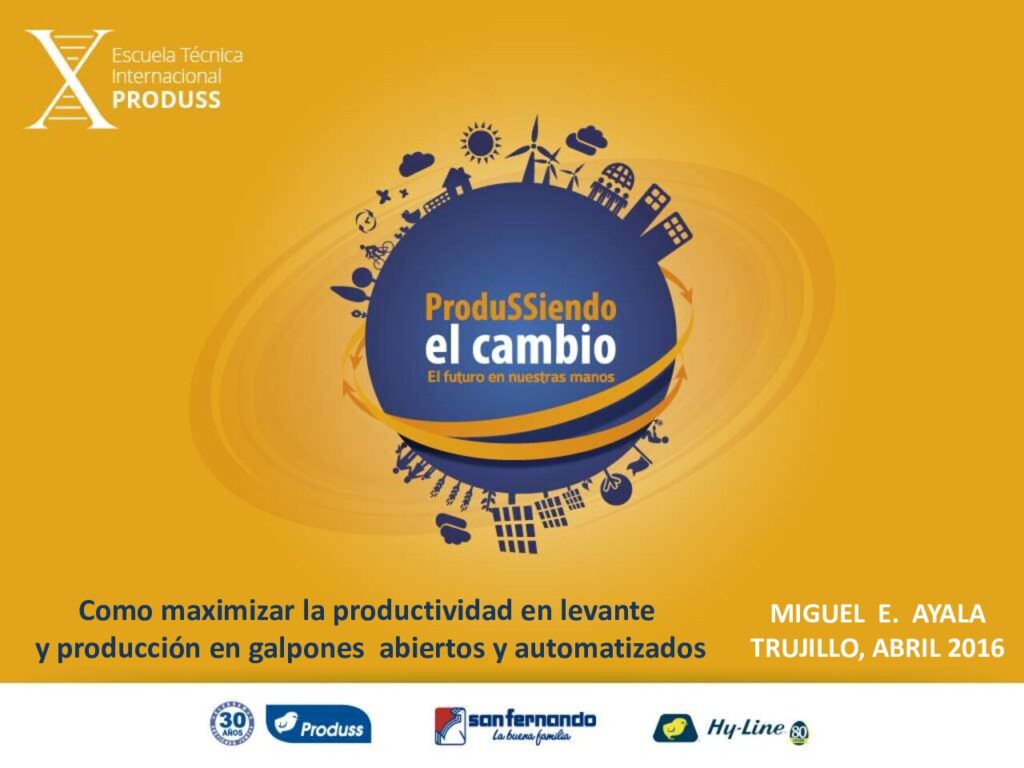 Escuela Técnica
Internacional
PRODUSS
ProduSSiendo
el cambio
El futuro en nuestras manos
Como maximizar la productividad en levante
y producción en galpones abiertos y automatizados
MIGUEL E. AYALA
TRUJILLO, ABRIL 2016
30
AÑOS
Produss
sanfernando
La buena familia
Hy-Line
80